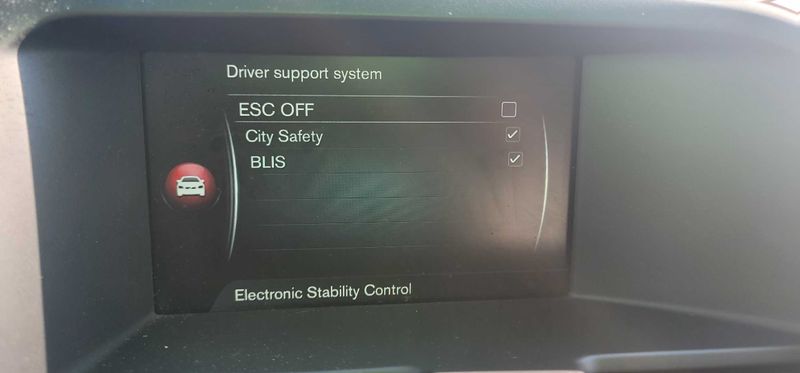 Driver support system
ESC OFF
City Safety
BLIS
Electronic Stability Control